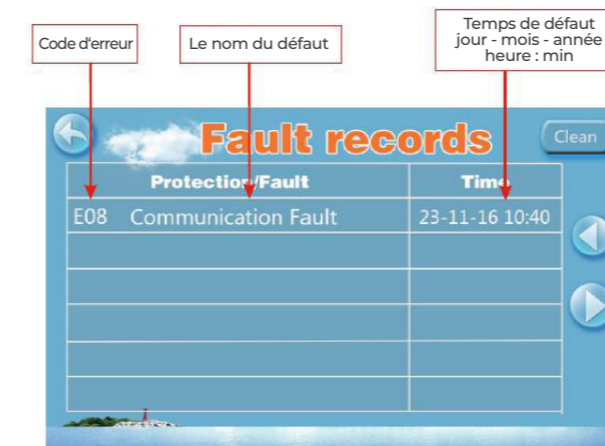 Code d'erreur
Le nom du défaut
Temps de défaut
jour - mois - année
heure : min
Fault records
Clean
Protection/Fault
Time
E08 Communication Fault
23-11-16 10:40